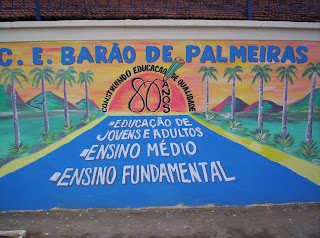 C. E. BARÃO DE PALMEIRAS
CONSTRUINDO EDUCAÇÃO DE QUALIDADE
80 ANOS
•EDUCAÇÃO DE
JOVENS E ADULTOS
•ENSINO MÉDIO
•ENSINO FUNDAMENTAL